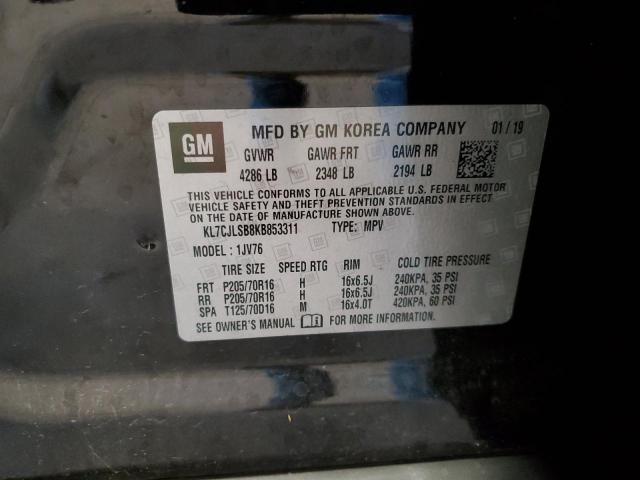 GM MFD BY GM KOREA COMPANY 01/19
GVWR GAWR FRT GAWR RR
4286 LB 2348 LB 2194 LB
THIS VEHICLE CONFORMS TO ALL APPLICABLE U.S. FEDERAL MOTOR
VEHICLE SAFETY AND THEFT PREVENTION STANDARDS IN EFFECT
ON THE DATE OF MANUFACTURE SHOWN ABOVE.
KL7CJLSB8KB853311 TYPE: MPV
MODEL: 1JV76
TIRE SIZE SPEED RTG RIM COLD TIRE PRESSURE
FRT P205/70R16 H 16x6.5J 240KPA, 35 PSI
RR P205/70R16 H 16x6.5J 240KPA, 35 PSI
SPA T125/70D16 M 16x4.0T 420KPA, 60 PSI
SEE OWNER'S MANUAL FOR MORE INFORMATION.